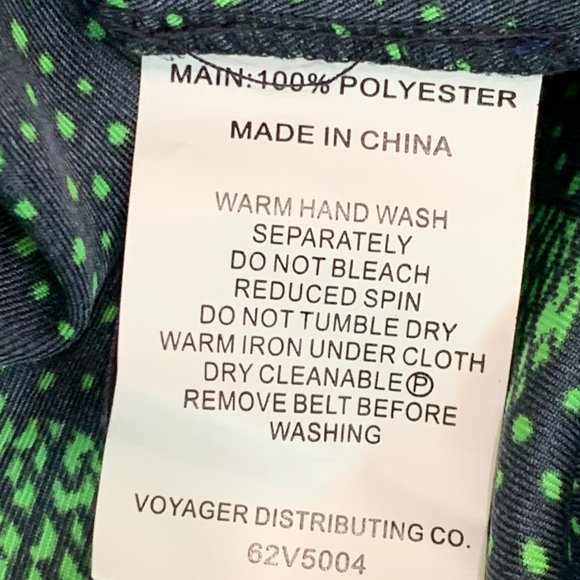 MAIN: 100% POLYESTER
MADE IN CHINA
WARM HAND WASH
SEPARATELY
DO NOT BLEACH
REDUCED SPIN
DO NOT TUMBLE DRY
WARM IRON UNDER CLOTH
DRY CLEANABLE Ⓟ
REMOVE BELT BEFORE
WASHING
VOYAGER DISTRIBUTING CO.
62V5004